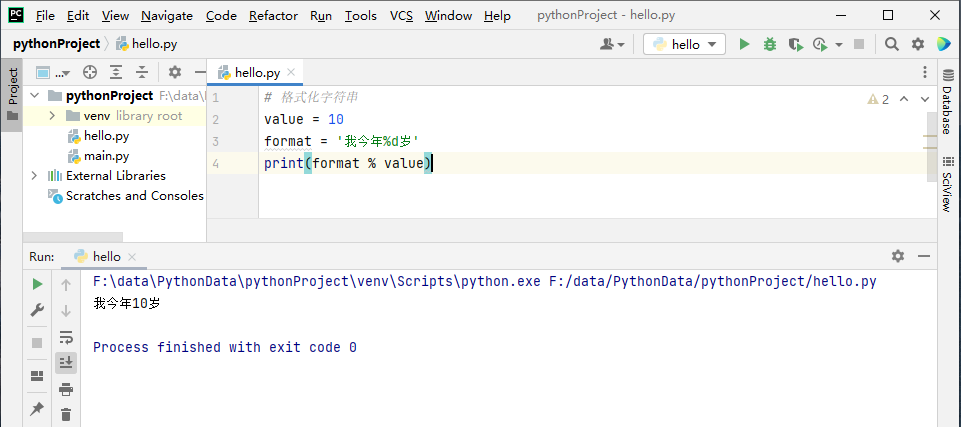 PC File Edit View Navigate Code Refactor Run Tools VCS Window Help pythonProject - hello.py
pythonProject hello.py hello
Project
...
hello.py
pythonProject F:\data\
venv library root
hello.py
main.py
External Libraries
Scratches and Consoles
1 # 格式化字符串
2 value = 10
3 format = '我今年%d岁'
4 print(format % value)
2
Database
SciView
Run: hello
F:\data\PythonData\pythonProject\venv\Scripts\python.exe F:/data/PythonData/pythonProject/hello.py
我今年10岁
Process finished with exit code 0